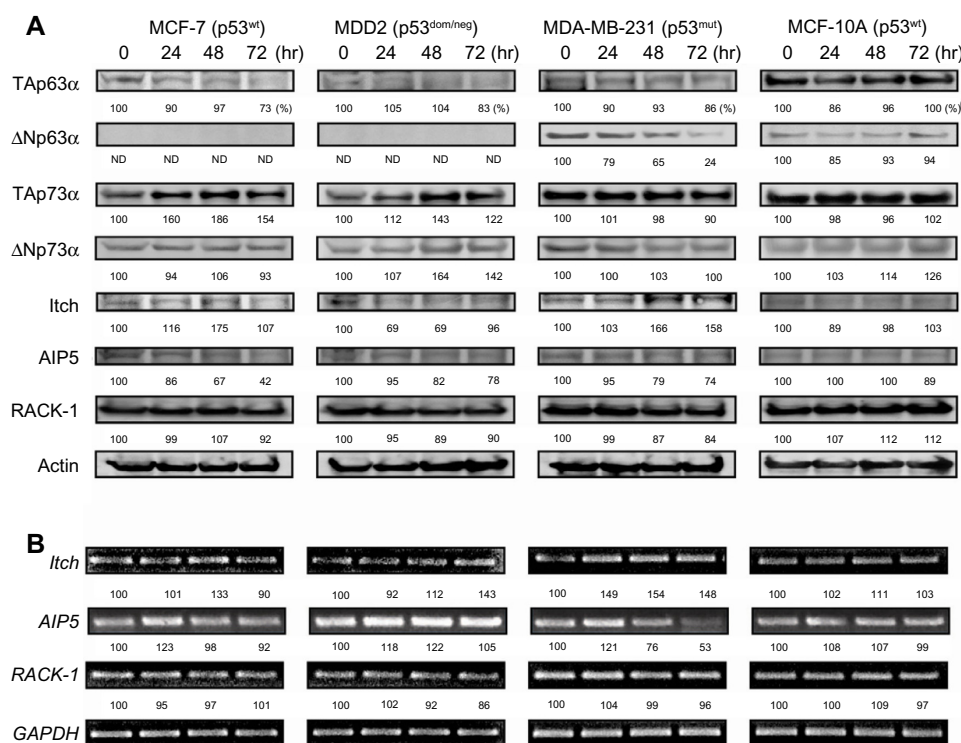 A
MCF-7 (p53wt) MDD2 (p53dom/neg) MDA-MB-231 (p53mut) MCF-10A (p53wt)
0 24 48 72 (hr) 0 24 48 72 (hr) 0 24 48 72 (hr) 0 24 48 72 (hr)
TAp63α
100 90 97 73 (%) 100 105 104 83 (%) 100 90 93 86 (%) 100 86 96 100 (%)
ΔNp63α
ND ND ND ND ND ND ND ND 100 79 65 24 100 85 93 94
TAp73α
100 160 186 154 100 112 143 122 100 101 98 90 100 98 96 102
ΔNp73α
100 94 106 93 100 107 164 142 100 100 103 100 100 103 114 126
Itch
100 116 175 107 100 69 69 96 100 103 166 158 100 89 98 103
AIP5
100 86 67 42 100 95 82 78 100 95 79 74 100 100 100 89
RACK-1
100 99 107 92 100 95 89 90 100 99 87 84 100 107 112 112
Actin
B
Itch
100 101 133 90 100 92 112 143 100 149 154 148 100 102 111 103
AIP5
100 123 98 92 100 118 122 105 100 121 76 53 100 108 107 99
RACK-1
100 95 97 101 100 102 92 86 100 104 99 96 100 100 109 97
GAPDH